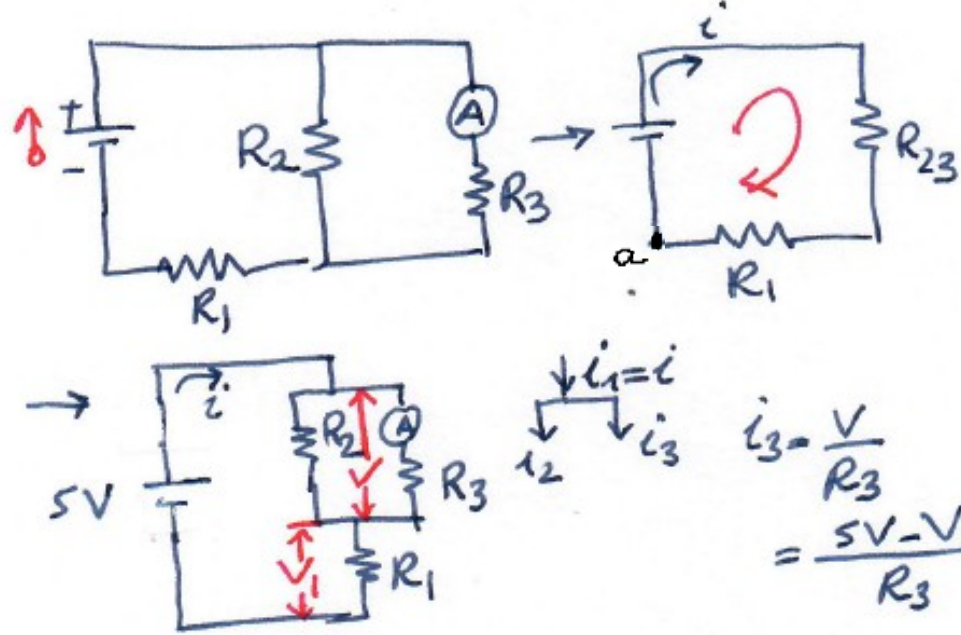 i
+
-
R2
A
R3
R23
a
R1
R1
i
i1=i
R2
A
V
R3
i2
i3
i3=V/R3
5V
=5V-V/R3
V1
R1